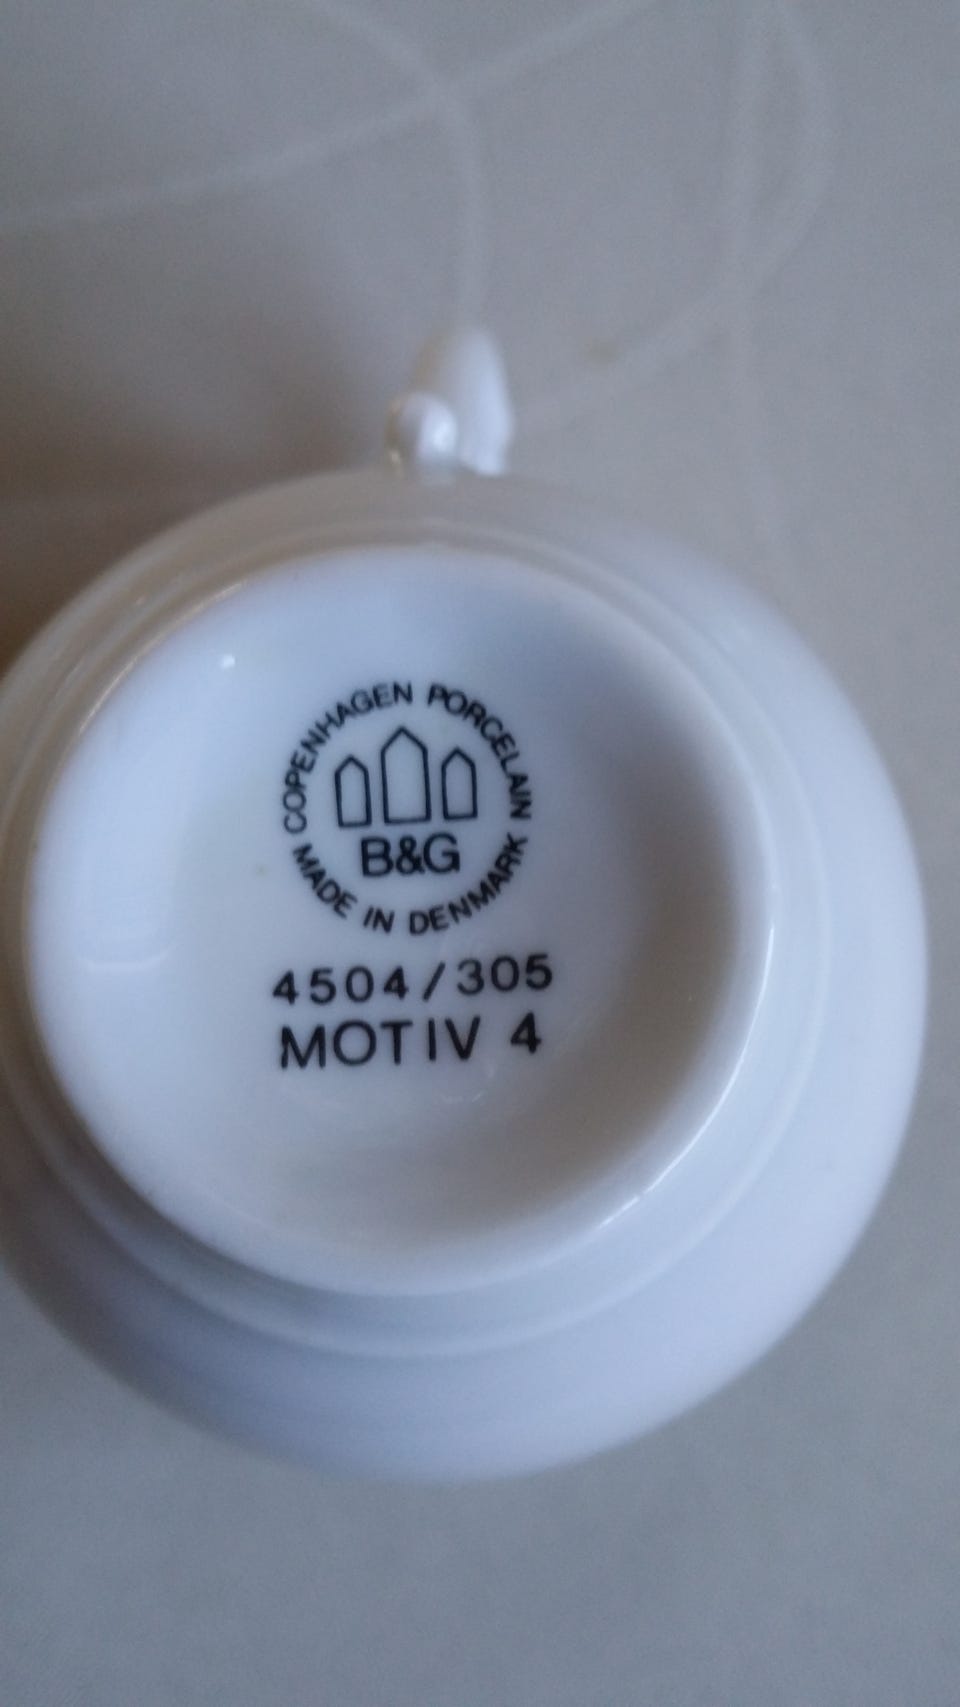 COPENHAGEN PORCELAIN
B&G
MADE IN DENMARK
4504/305
MOTIV 4